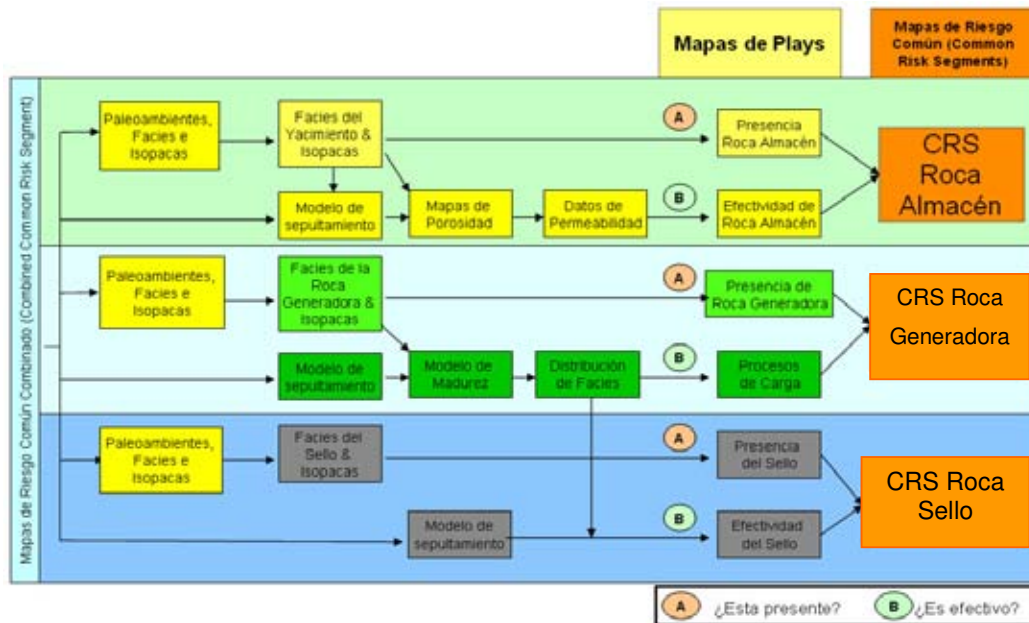 Mapas de Plays
Mapas de Riesgo
Común (Common
Risk Segments)
Mapas de Riesgo Común Combinado (Combined Common Risk Segment)
Paleoambientes,
Facies e
Isopacas
Facies del
Yacimiento &
Isopacas
A
Presencia
Roca Almacén
CRS
Roca
Almacén
Modelo de
sepultamiento
Mapas de
Porosidad
Datos de
Permeabilidad
B
Efectividad de
Roca Almacén
Paleoambientes,
Facies e
Isopacas
Facies de la
Roca
Generadora &
Isopacas
A
Presencia de
Roca Generadora
CRS Roca
Generadora
Modelo de
sepultamiento
Modelo de
Madurez
Distribución
de Facies
B
Procesos
de Carga
Paleoambientes,
Facies e
Isopacas
Facies del
Sello &
Isopacas
A
Presencia
del Sello
CRS Roca
Sello
Modelo de
sepultamiento
B
Efectividad
del Sello
A ¿Esta presente? B ¿Es efectivo?